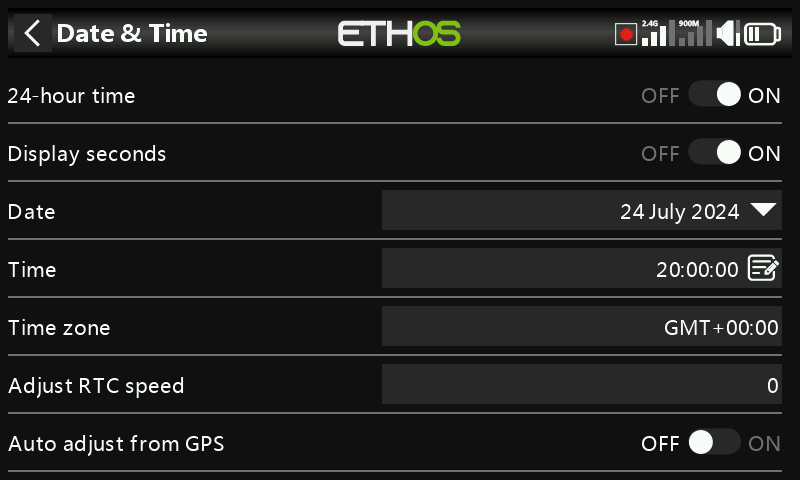 Date & Time
ETHOS
2.4G
900M
24-hour time OFF ON
Display seconds OFF ON
Date 24 July 2024
Time 20:00:00
Time zone GMT+00:00
Adjust RTC speed 0
Auto adjust from GPS OFF ON